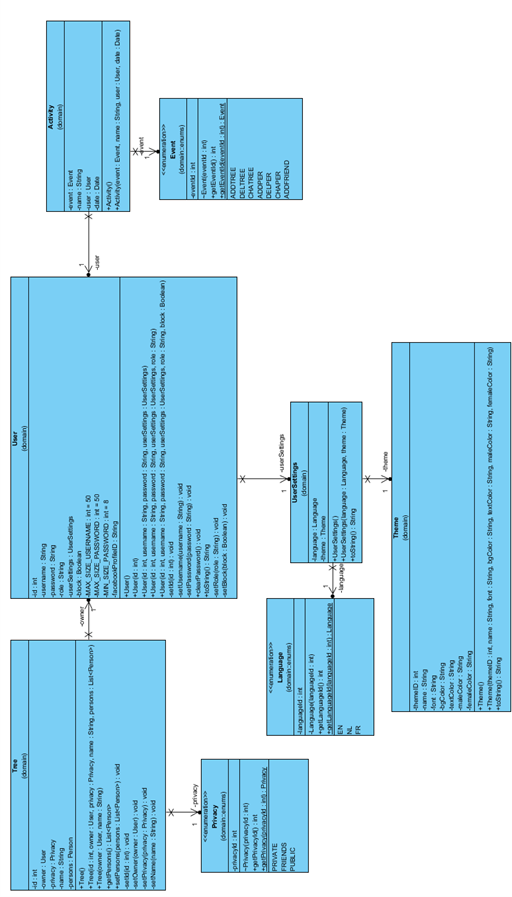 Tree
(domain)
-id : int
-owner : User
-privacy : Privacy
-name : String
-persons : Person
+Tree()
+Tree(id : int, owner : User, privacy : Privacy, name : String, persons : List<Person>)
+Tree(owner : User, name : String)
+getPersons() : List<Person>
+setPersons(persons : List<Person>) : void
-setId(id : int) : void
-setOwner(owner : User) : void
-setPrivacy(privacy : Privacy) : void
-setName(name : String) : void
-owner
1
1
-privacy
<<enumeration>>
Privacy
(domain::enums)
-privacyId : int
~Privacy(privacyId : int)
+getPrivacyId() : int
+getPrivacy(privacyId : int) : Privacy
PRIVATE
FRIENDS
PUBLIC
User
(domain)
-id : int
-username : String
-password : String
-role : String
-userSettings : UserSettings
-block : Boolean
-MAX_SIZE_USERNAME : int = 50
-MAX_SIZE_PASSWORD : int = 50
-MIN_SIZE_PASSWORD : int = 8
-facebookProfileID : String
+User()
+User(id : int)
+User(id : int, username : String, password : String, userSettings : UserSettings)
+User(id : int, username : String, password : String, userSettings : UserSettings, role : String)
+User(id : int, username : String, password : String, userSettings : UserSettings, role : String, block : Boolean)
-setId(id : int) : void
-setUsername(username : String) : void
-setPassword(password : String) : void
+clearPassword() : void
+toString() : String
-setRole(role : String) : void
-setBlock(block : Boolean) : void
1
-user
1
-userSettings
Activity
(domain)
-event : Event
-name : String
-user : User
-date : Date
+Activity()
+Activity(event : Event, name : String, user : User, date : Date)
1
-event
<<enumeration>>
Event
(domain::enums)
-eventId : int
~Event(eventId : int)
+getEventId() : int
+getEventId(eventId : int) : Event
ADDTREE
DELTREE
CHATREE
ADDPER
DELPER
CHAPER
ADDFRIEND
UserSettings
(domain)
-language : Language
-theme : Theme
+UserSettings()
+UserSettings(language : Language, theme : Theme)
+toString() : String
1
-language
1
-theme
<<enumeration>>
Language
(domain::enums)
-languageId : int
-Language(languageId : int)
+getLanguageId() : int
+getLanguageId(languageId : int) : Language
EN
NL
FR
Theme
(domain)
-themeID : int
-name : String
-font : String
-bgColor : String
-textColor : String
-maleColor : String
-femaleColor : String
+Theme()
+Theme(themeID : int, name : String, font : String, bgColor : String, textColor : String, maleColor : String, femaleColor : String)
+toString() : String